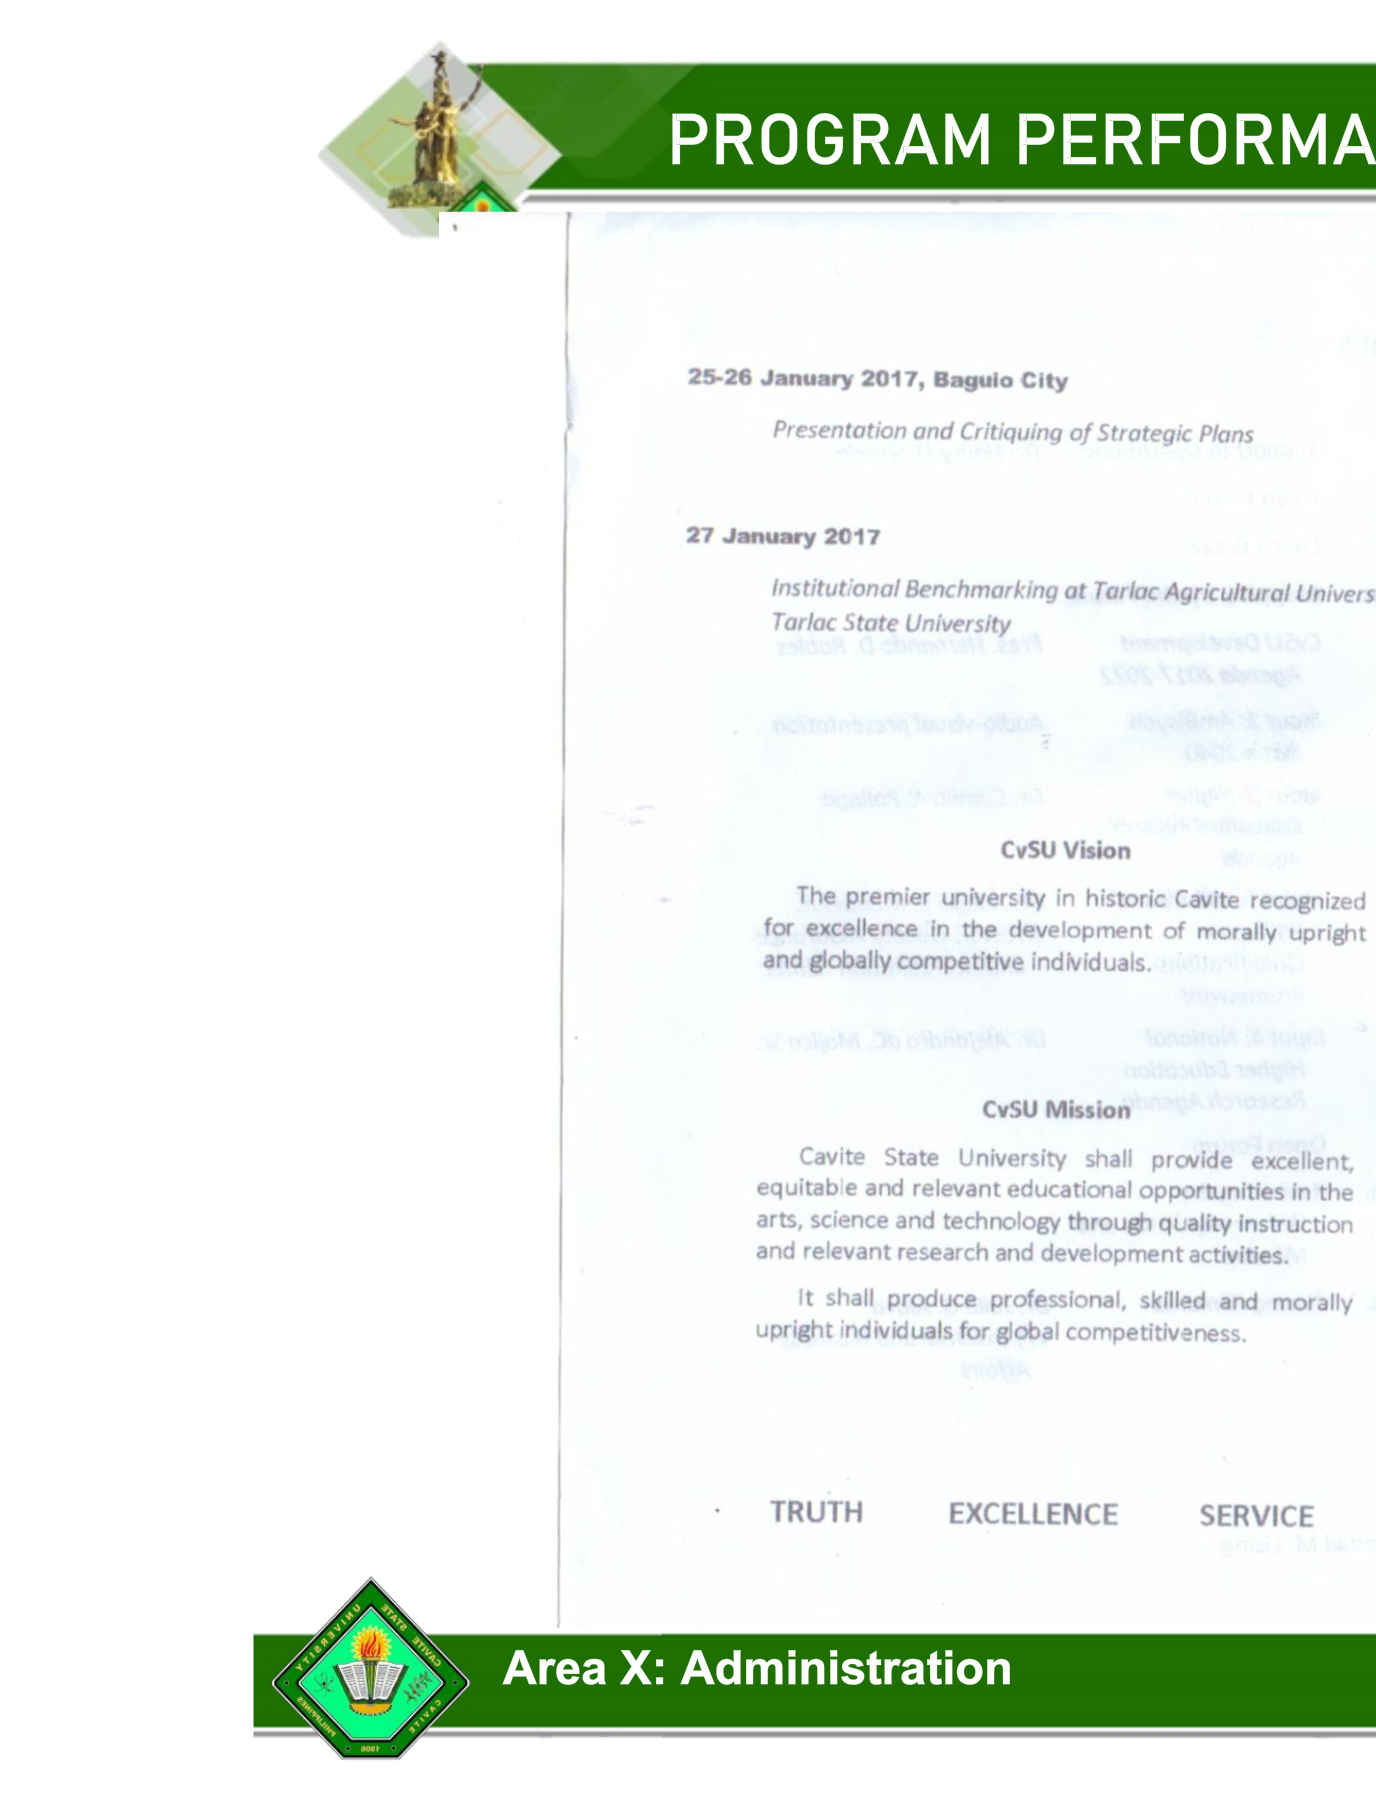 PROGRAM PERFORMA
25-26 January 2017, Baguio City
Presentation and Critiquing of Strategic Plans
27 January 2017
Institutional Benchmarking at Tarlac Agricultural Univers
Tarlac State University
CvSU Vision
The premier university in historic Cavite recognized
for excellence in the development of morally upright
and globally competitive individuals.
CvSU Mission
Cavite State University shall provide excellent,
equitable and relevant educational opportunities in the
arts, science and technology through quality instruction
and relevant research and development activities.
It shall produce professional, skilled and morally
upright individuals for global competitiveness.
TRUTH EXCELLENCE SERVICE
CAVITE STATE UNIVERSITY
CAVITE PHILIPPINES
1906
Area X: Administration